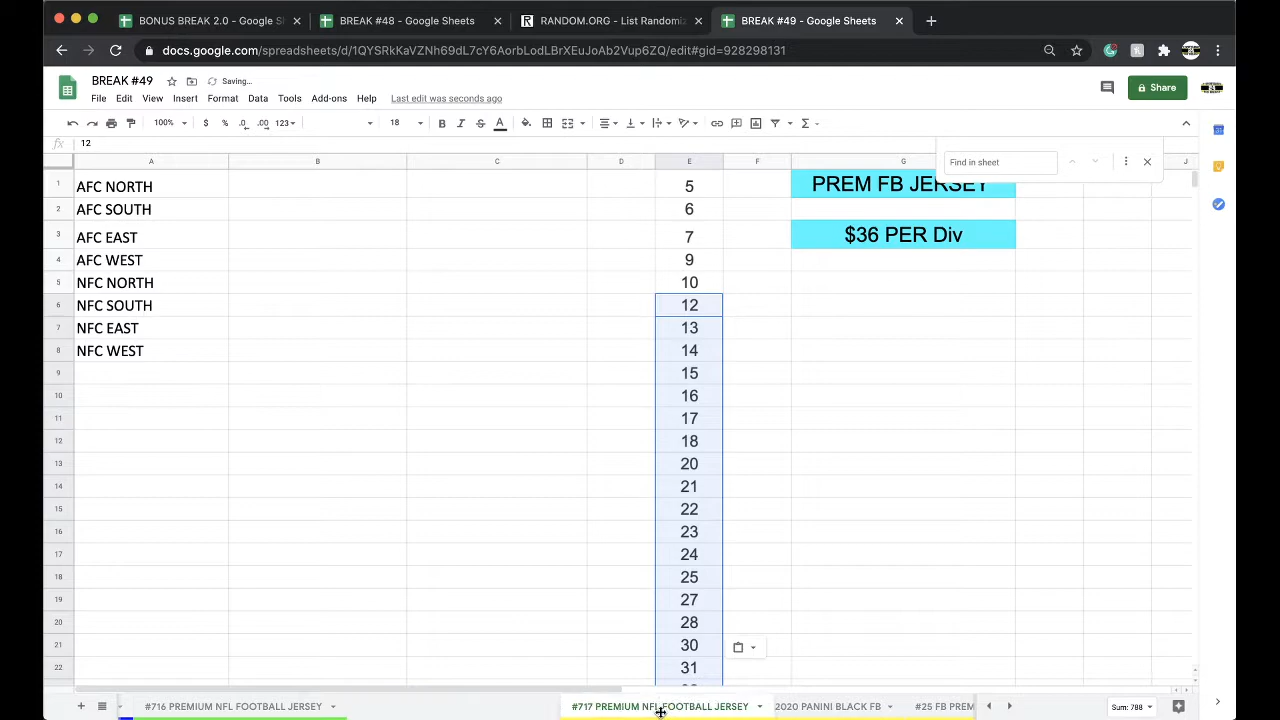 BONUS BREAK 2.0 - Google S
BREAK #48 - Google Sheets
RANDOM.ORG - List Randomiz
BREAK #49 - Google Sheets
docs.google.com/spreadsheets/d/1QYSRkKaVZNh69dL7cY6AorbLodLBrXEuJoAb2Vup6ZQ/edit#gid=928298131
BREAK #49
Saving...
File Edit View Insert Format Data Tools Add-ons Help Last edit was seconds ago
Share
100% $ % .0 .00 123 18 B I S A
fx 12
Find in sheet
A B C D E F G J
1 AFC NORTH 5 PREM FB JERSEY
2 AFC SOUTH 6
3 AFC EAST 7 $36 PER Div
4 AFC WEST 9
5 NFC NORTH 10
6 NFC SOUTH 12
7 NFC EAST 13
8 NFC WEST 14
9 15
10 16
11 17
12 18
13 20
14 21
15 22
16 23
17 24
18 25
19 27
20 28
21 30
22 31
#716 PREMIUM NFL FOOTBALL JERSEY
#717 PREMIUM NFL FOOTBALL JERSEY
2020 PANINI BLACK FB
#25 FB PREM
Sum: 788